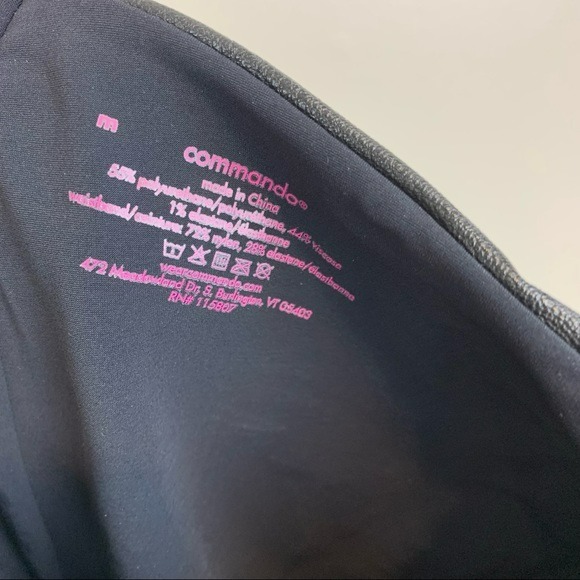 m
commando®
made in China
55% polyurethane/polyuréthane, 44% viscose
1% elastane/élasthanne
waistband/ceinture: 72% nylon, 28% elastane/élasthanne
wearcommando.com
472 Meadowland Dr. S. Burlington, VT 05403
RN# 115807